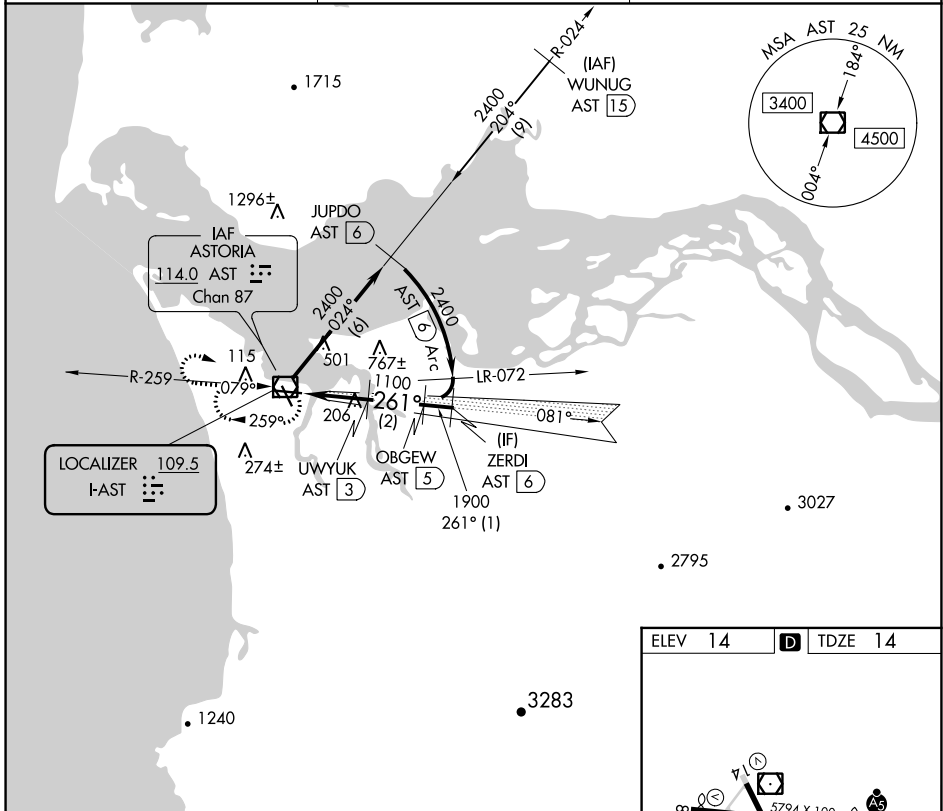 R-024
(IAF)
WUNUG
AST 15
2400
204°
(9)
MSA AST 25 NM
184°
3400
4500
004°
1715
1296±
JUPDO
AST 6
IAF
ASTORIA
114.0 AST
Chan 87
2400
024°
(6)
2400
AST 6 Arc
501
767±
115
R-259
079°
1100
LR-072
261°
(2)
206
259°
081°
274±
LOCALIZER 109.5
I-AST
UWYUK
AST 3
OBGEW
AST 5
(IF)
ZERDI
AST 6
1900
261° (1)
3027
2795
3283
1240
ELEV 14 D TDZE 14
14
V
V
8
5794 X 100
A5